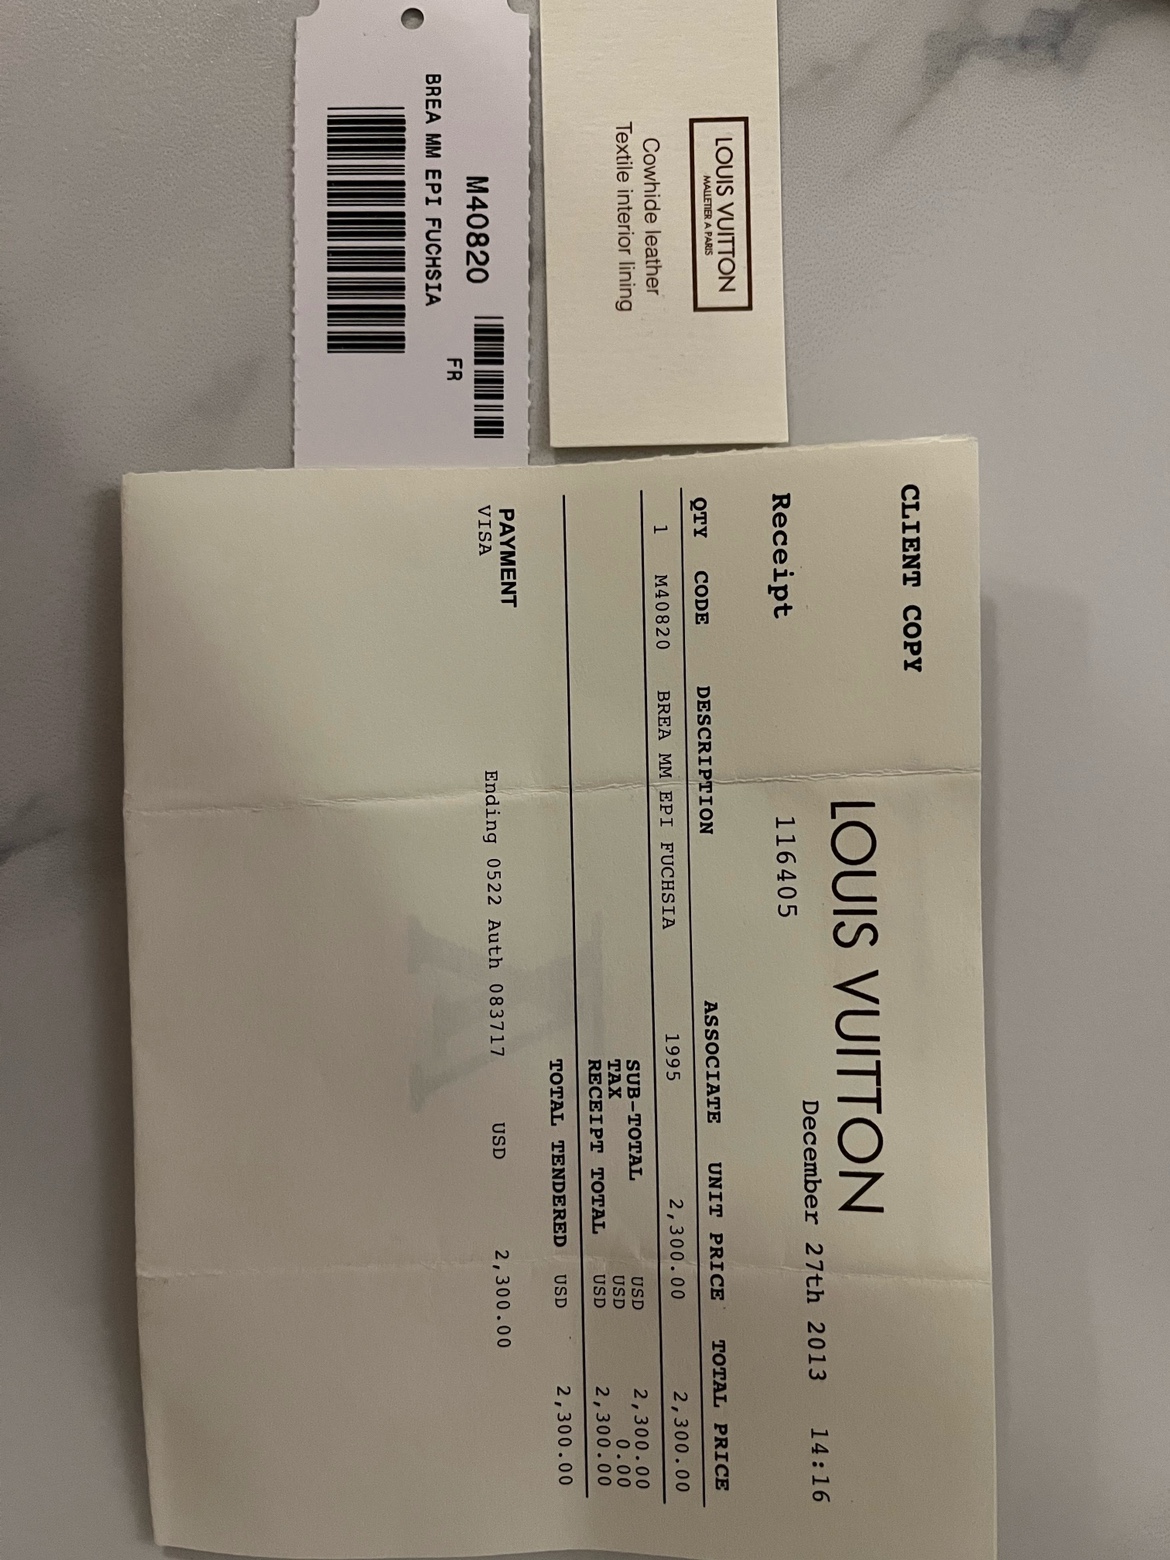 M40820
FR
BREA MM EPI FUCHSIA
LOUIS VUITTON
MALLETIER A PARIS
Cowhide leather
Textile interior lining
CLIENT COPY
LOUIS VUITTON
Receipt 116405 December 27th 2013 14:16
QTY CODE DESCRIPTION ASSOCIATE UNIT PRICE TOTAL PRICE
1 M40820 BREA MM EPI FUCHSIA 1995 2,300.00 2,300.00
SUB-TOTAL USD 2,300.00
TAX USD 0.00
RECEIPT TOTAL USD 2,300.00
TOTAL TENDERED USD 2,300.00
PAYMENT
VISA Ending 0522 Auth 083717 USD 2,300.00